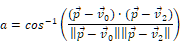 a = cos⁻¹ ( ((p⃗ − v⃗₀) · (p⃗ − v⃗₂)) / (‖p⃗ − v⃗₀‖‖p⃗ − v⃗₂‖) )